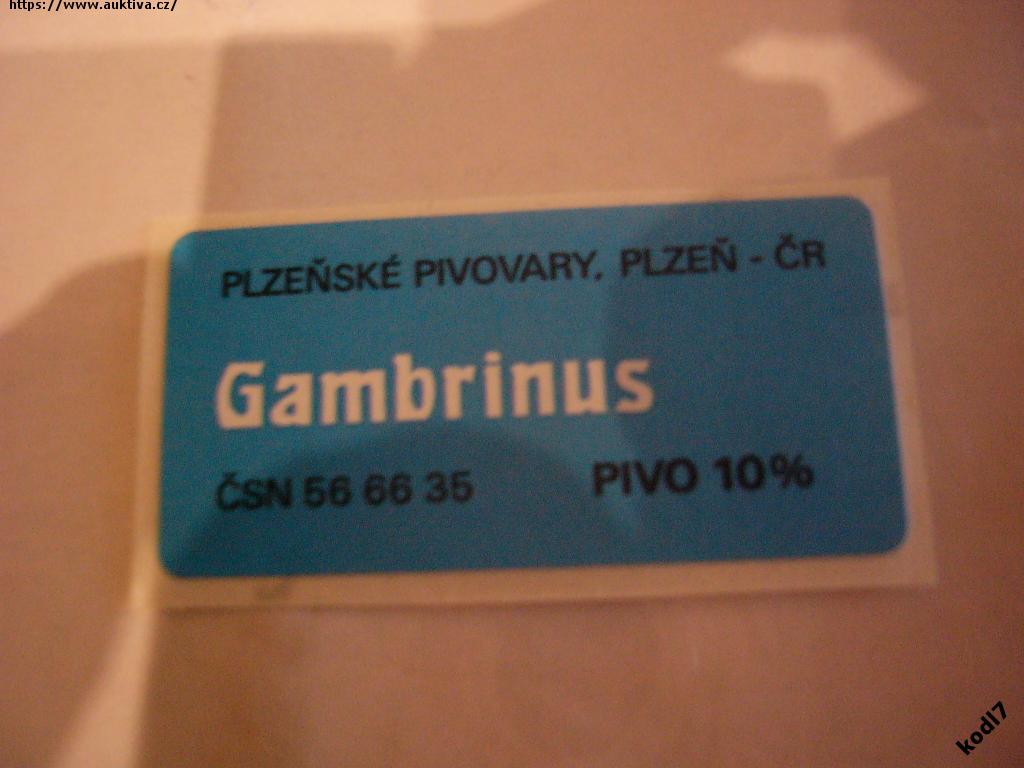 https://www.auktiva.cz/
PLZEŇSKÉ PIVOVARY, PLZEŇ - ČR
Gambrinus
ČSN 56 66 35 PIVO 10%
kodl7